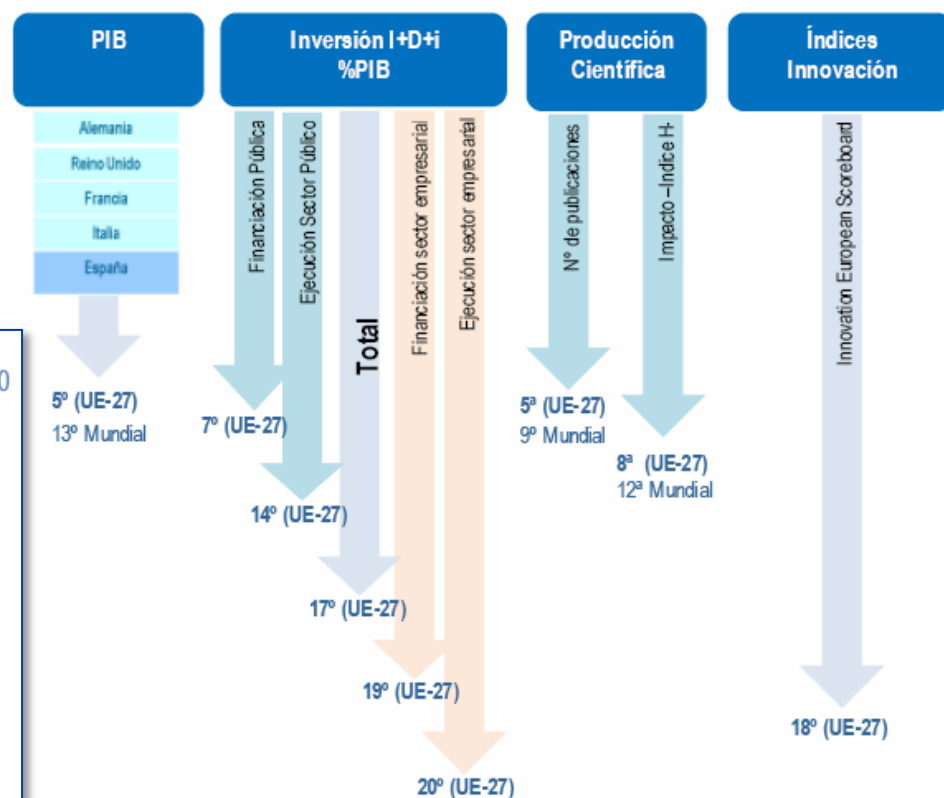 PIB
Inversión I+D+i
%PIB
Producción
Científica
Índices
Innovación
Alemania
Reino Unido
Francia
Italia
España
5º (UE-27)
13º Mundial
Financiación Pública
7º (UE-27)
Ejecución Sector Público
14º (UE-27)
Total
17º (UE-27)
Financiación sector empresarial
19º (UE-27)
Ejecución sector empresarial
20º (UE-27)
Nº de publicaciones
5ª (UE-27)
9º Mundial
Impacto –Indice H-
8ª (UE-27)
12ª Mundial
Innovation European Scoreboard
18º (UE-27)